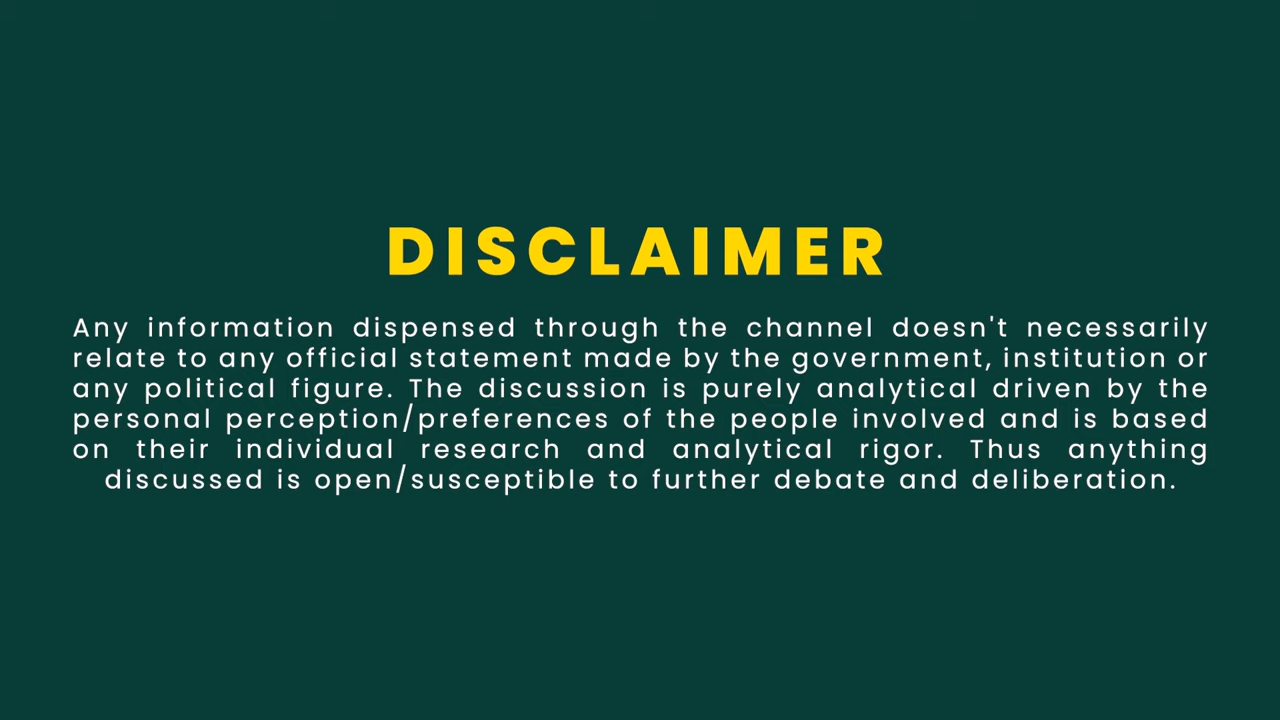 DISCLAIMER
Any information dispensed through the channel doesn't necessarily
relate to any official statement made by the government, institution or
any political figure. The discussion is purely analytical driven by the
personal perception/preferences of the people involved and is based
on their individual research and analytical rigor. Thus anything
discussed is open/susceptible to further debate and deliberation.